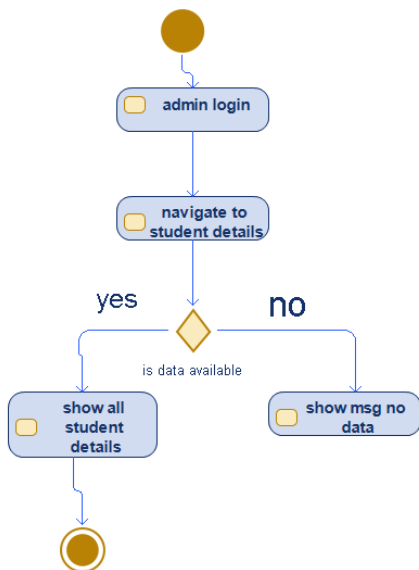 admin login
navigate to
student details
yes
no
is data available
show all
student
details
show msg no
data